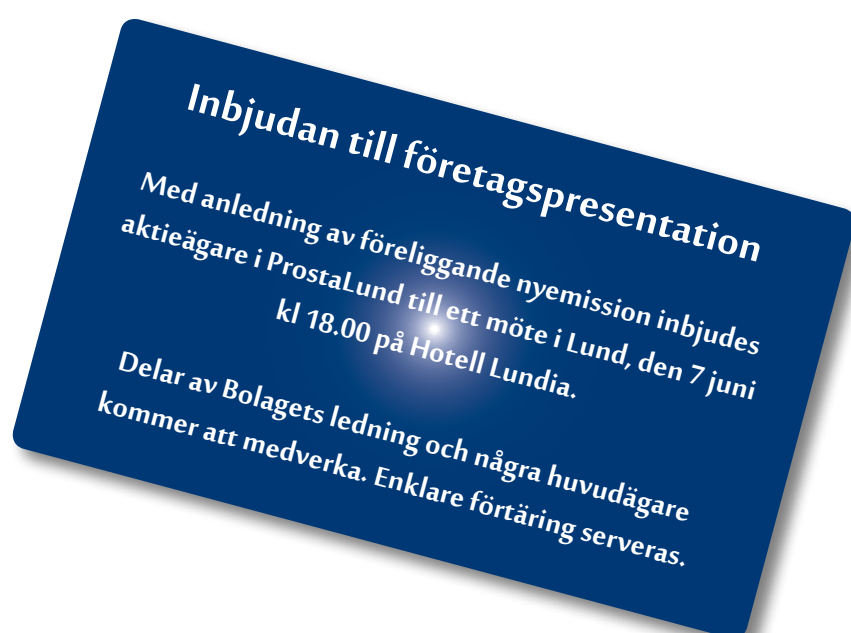 Inbjudan till företagspresentation
Med anledning av föreliggande nyemission inbjudes
aktieägare i ProstaLund till ett möte i Lund, den 7 juni
kl 18.00 på Hotell Lundia.
Delar av Bolagets ledning och några huvudägare
kommer att medverka. Enklare förtäring serveras.